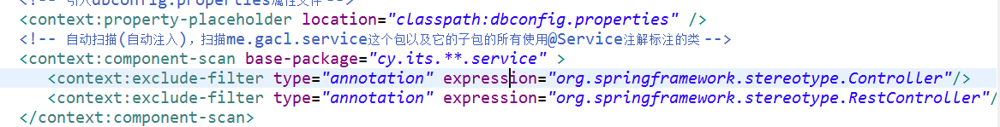 <!-- 引入dbconfig.properties属性文件 -->
<context:property-placeholder location="classpath:dbconfig.properties" />
<!-- 自动扫描(自动注入)，扫描me.gacl.service这个包以及它的子包的所有使用@Service注解标注的类 -->
<context:component-scan base-package="cy.its.**.service" >
<context:exclude-filter type="annotation" expression="org.springframework.stereotype.Controller"/>
<context:exclude-filter type="annotation" expression="org.springframework.stereotype.RestController"/
</context:component-scan>